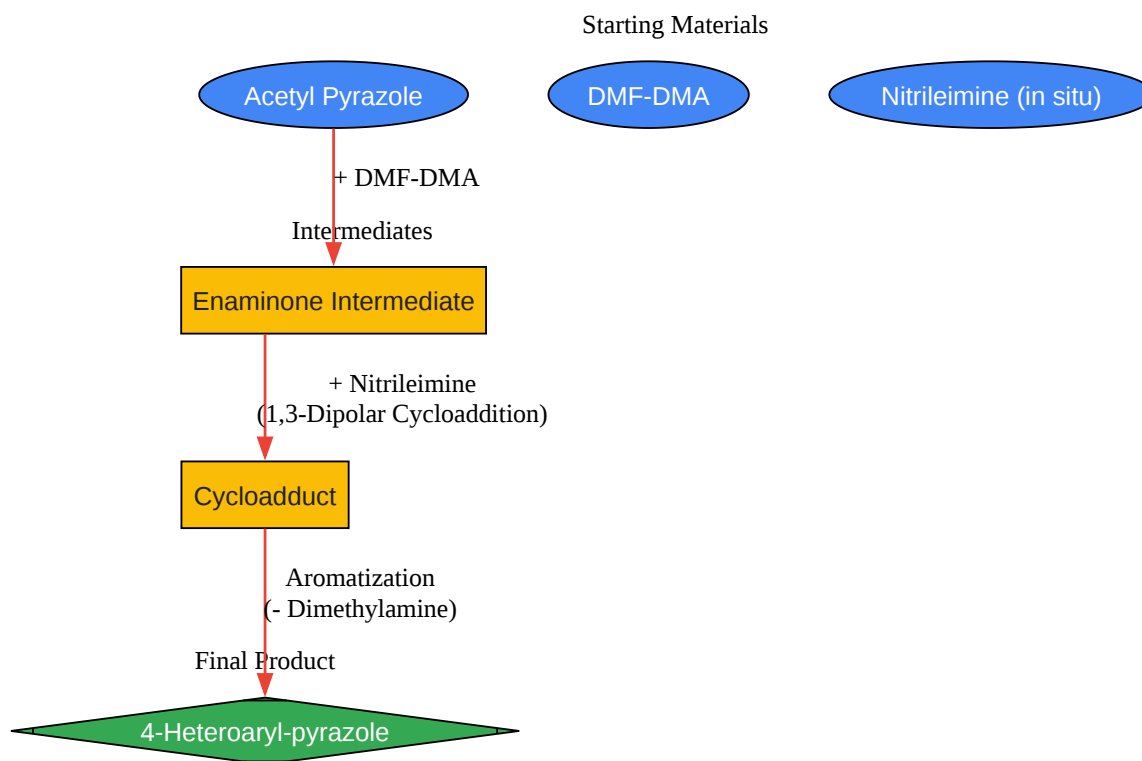 Starting Materials
Acetyl Pyrazole
DMF-DMA
Nitrileimine (in situ)
+ DMF-DMA
Intermediates
Enaminone Intermediate
+ Nitrileimine
(1,3-Dipolar Cycloaddition)
Cycloadduct
Aromatization
(- Dimethylamine)
Final Product
4-Heteroaryl-pyrazole